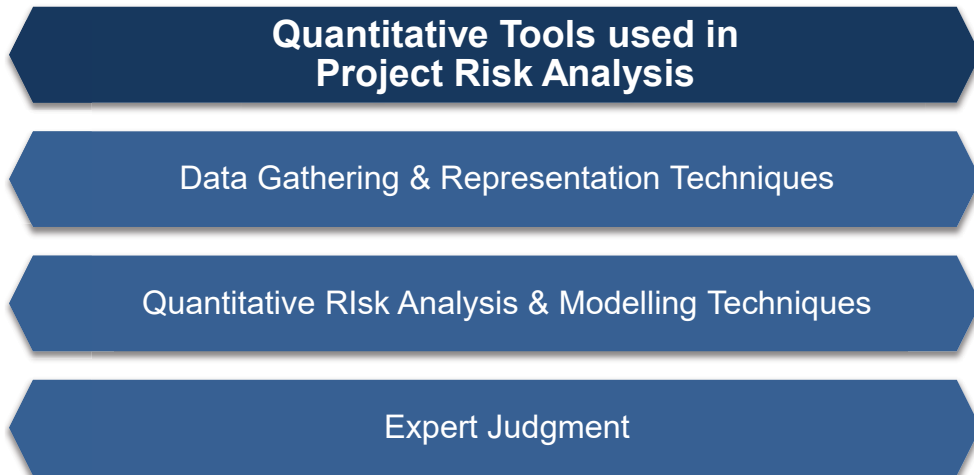 Quantitative Tools used in
Project Risk Analysis
Data Gathering & Representation Techniques
Quantitative RIsk Analysis & Modelling Techniques
Expert Judgment